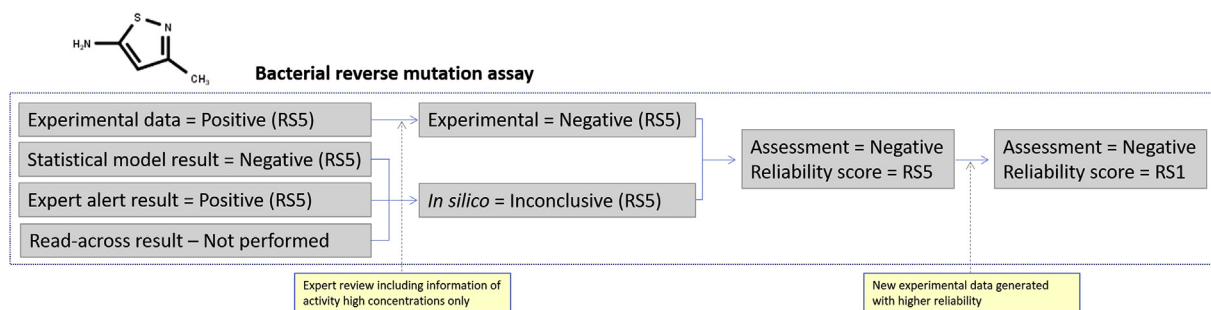 S
N
H₂N
CH₃
Bacterial reverse mutation assay
Experimental data = Positive (RS5)
Statistical model result = Negative (RS5)
Expert alert result = Positive (RS5)
Read-across result – Not performed
Experimental = Negative (RS5)
In silico = Inconclusive (RS5)
Assessment = Negative
Reliability score = RS5
Assessment = Negative
Reliability score = RS1
Expert review including information of
activity high concentrations only
New experimental data generated
with higher reliability